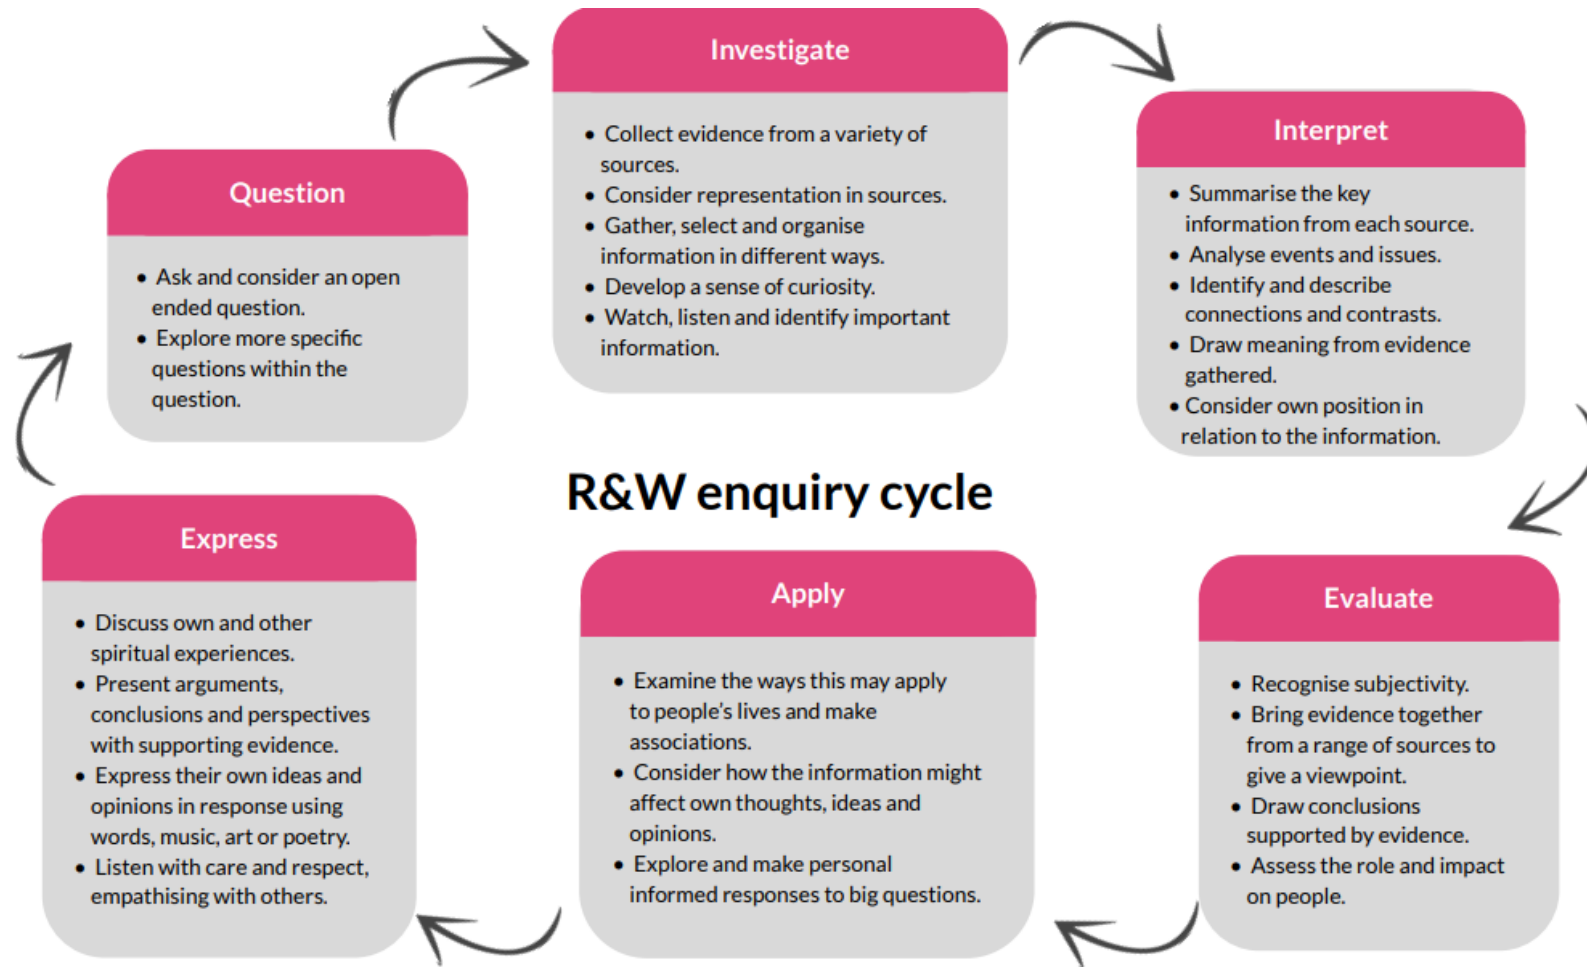 Question
• Ask and consider an open
ended question.
• Explore more specific
questions within the
question.
Investigate
• Collect evidence from a variety of
sources.
• Consider representation in sources.
• Gather, select and organise
information in different ways.
• Develop a sense of curiosity.
• Watch, listen and identify important
information.
Interpret
• Summarise the key
information from each source.
• Analyse events and issues.
• Identify and describe
connections and contrasts.
• Draw meaning from evidence
gathered.
• Consider own position in
relation to the information.
R&W enquiry cycle
Evaluate
• Recognise subjectivity.
• Bring evidence together
from a range of sources to
give a viewpoint.
• Draw conclusions
supported by evidence.
• Assess the role and impact
on people.
Apply
• Examine the ways this may apply
to people's lives and make
associations.
• Consider how the information might
affect own thoughts, ideas and
opinions.
• Explore and make personal
informed responses to big questions.
Express
• Discuss own and other
spiritual experiences.
• Present arguments,
conclusions and perspectives
with supporting evidence.
• Express their own ideas and
opinions in response using
words, music, art or poetry.
• Listen with care and respect,
empathising with others.